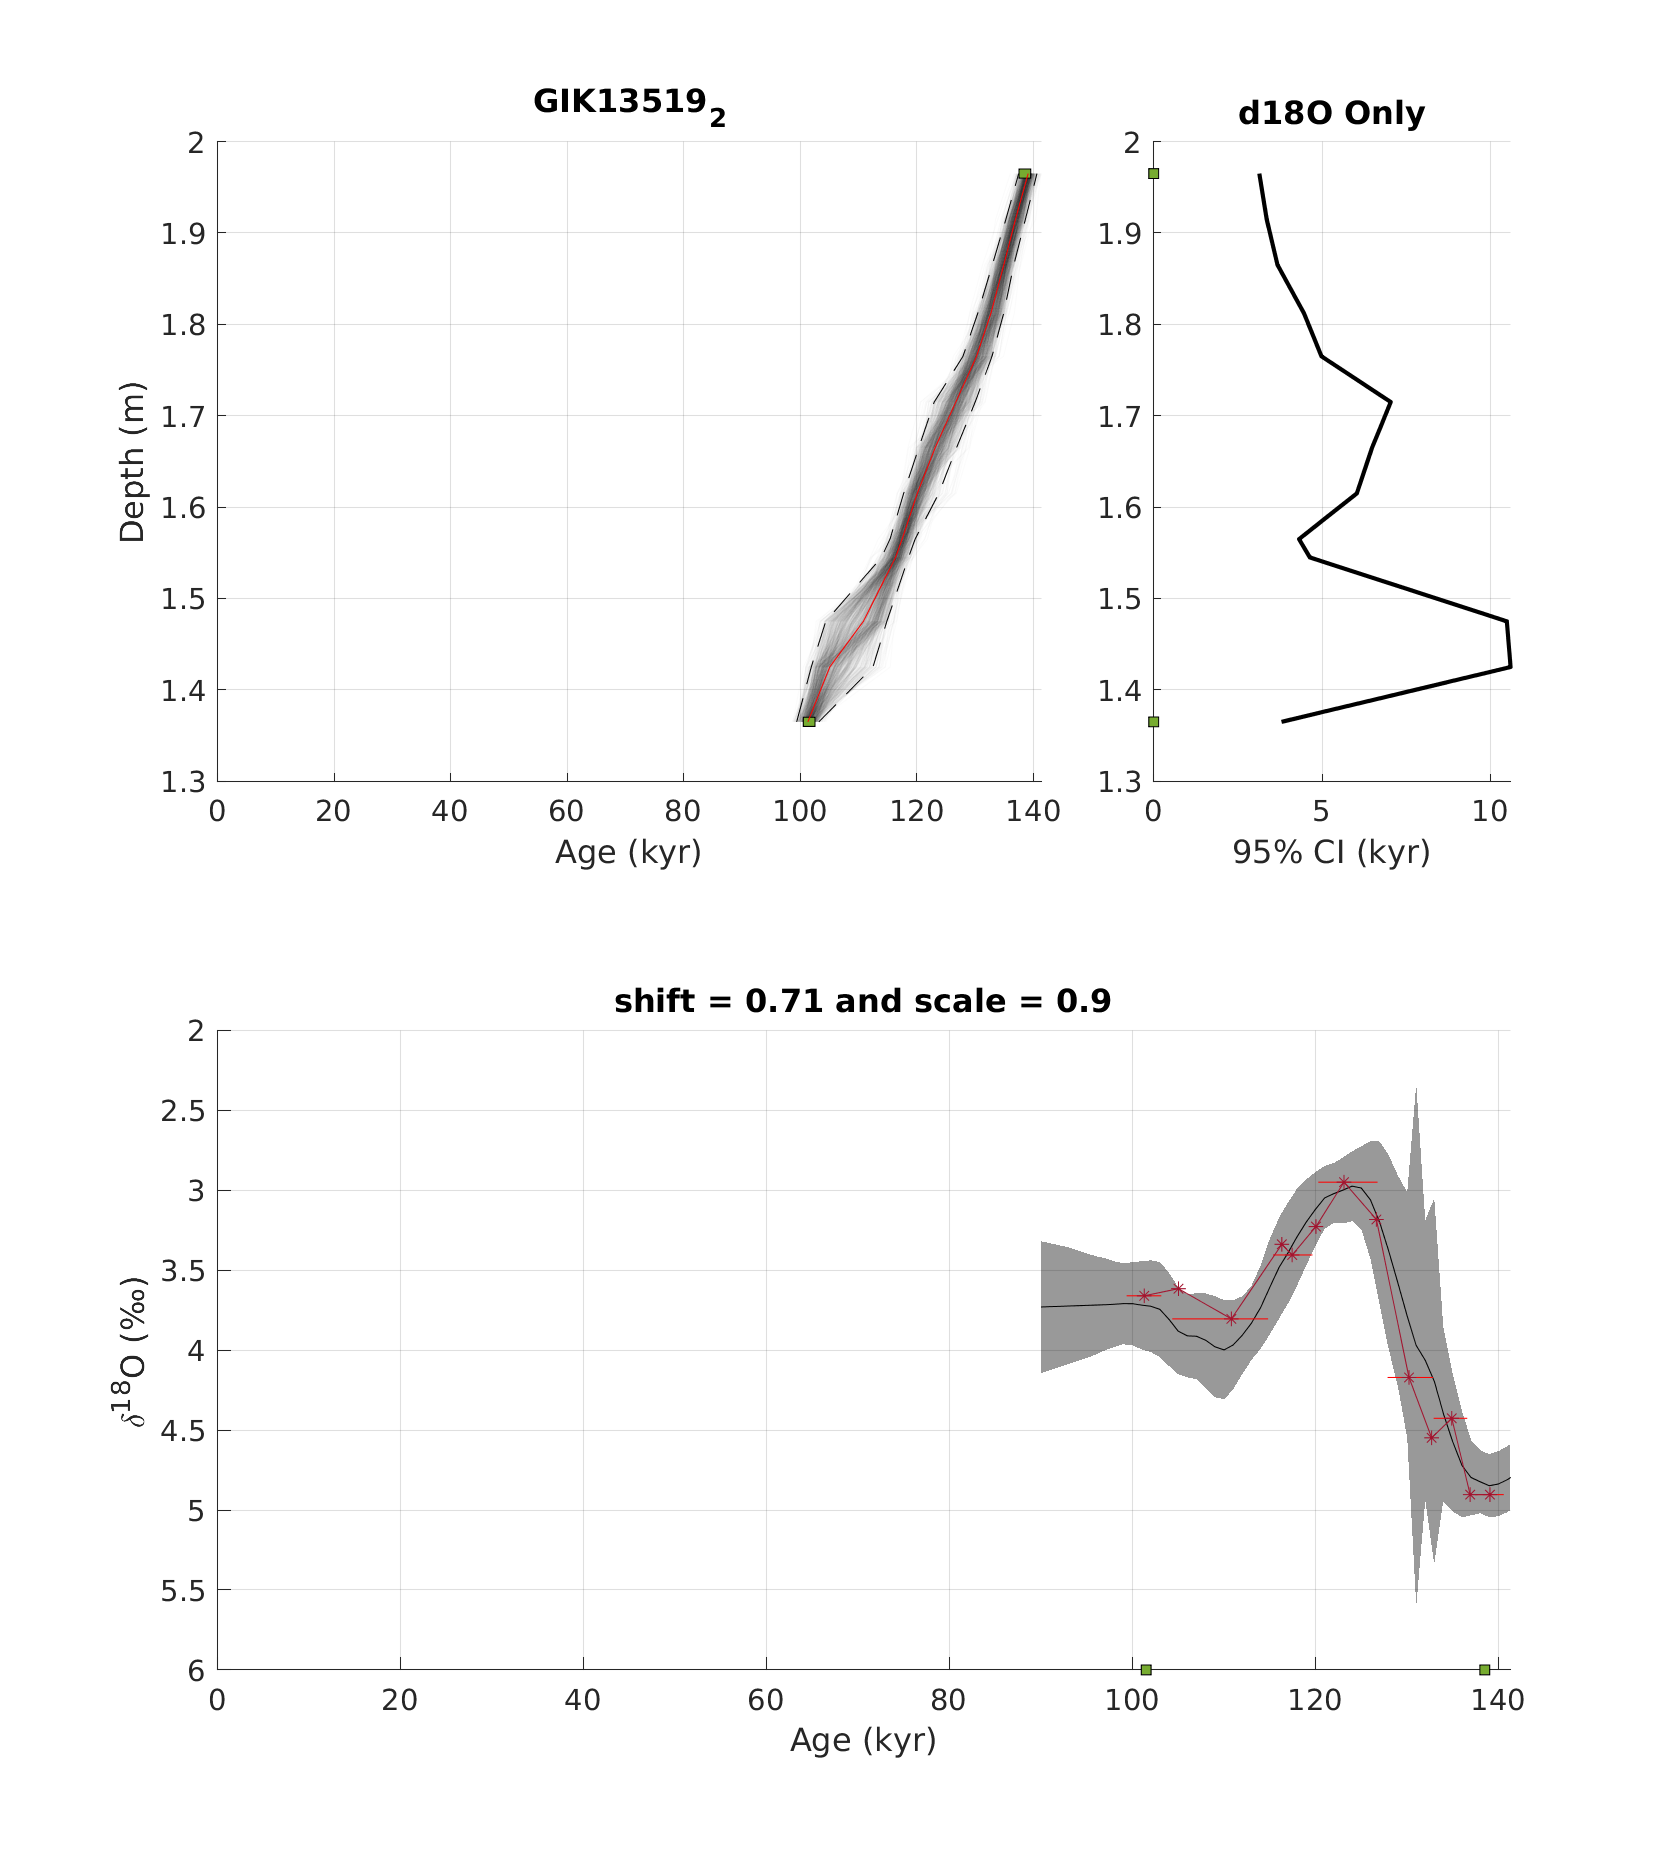 GIK13519₂
d18O Only
2
1.9
1.8
1.7
1.6
1.5
1.4
1.3
Depth (m)
0 20 40 60 80 100 120 140
Age (kyr)
2
1.9
1.8
1.7
1.6
1.5
1.4
1.3
0 5 10
95% CI (kyr)
shift = 0.71 and scale = 0.9
2
2.5
3
3.5
4
4.5
5
5.5
6
δ¹⁸O (‰)
0 20 40 60 80 100 120 140
Age (kyr)